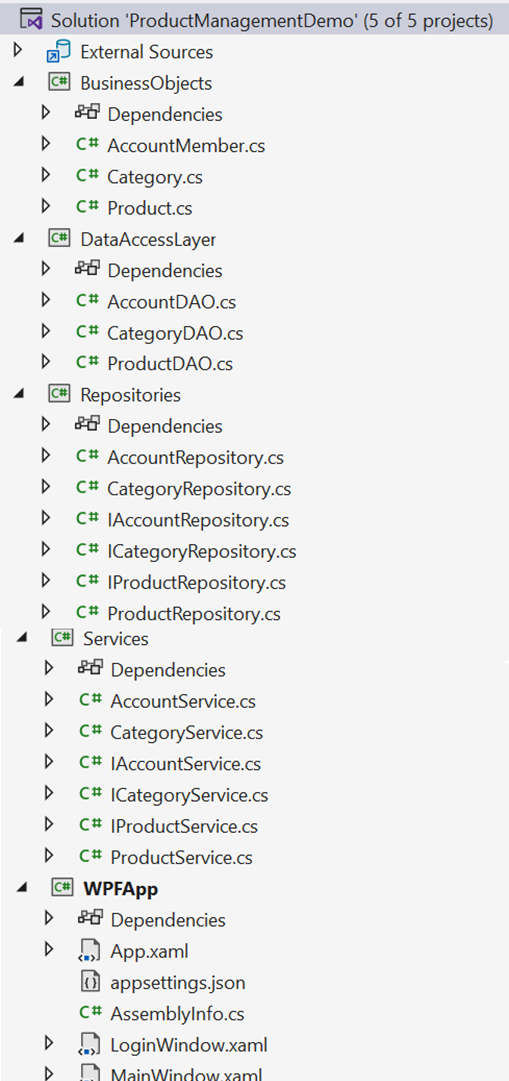 Solution 'ProductManagementDemo' (5 of 5 projects)
External Sources
C# BusinessObjects
Dependencies
C# AccountMember.cs
C# Category.cs
C# Product.cs
C# DataAccessLayer
Dependencies
C# AccountDAO.cs
C# CategoryDAO.cs
C# ProductDAO.cs
C# Repositories
Dependencies
C# AccountRepository.cs
C# CategoryRepository.cs
C# IAccountRepository.cs
C# ICategoryRepository.cs
C# IProductRepository.cs
C# ProductRepository.cs
C# Services
Dependencies
C# AccountService.cs
C# CategoryService.cs
C# IAccountService.cs
C# ICategoryService.cs
C# IProductService.cs
C# ProductService.cs
C# WPFApp
Dependencies
App.xaml
appsettings.json
C# AssemblyInfo.cs
LoginWindow.xaml
MainWindow.xaml